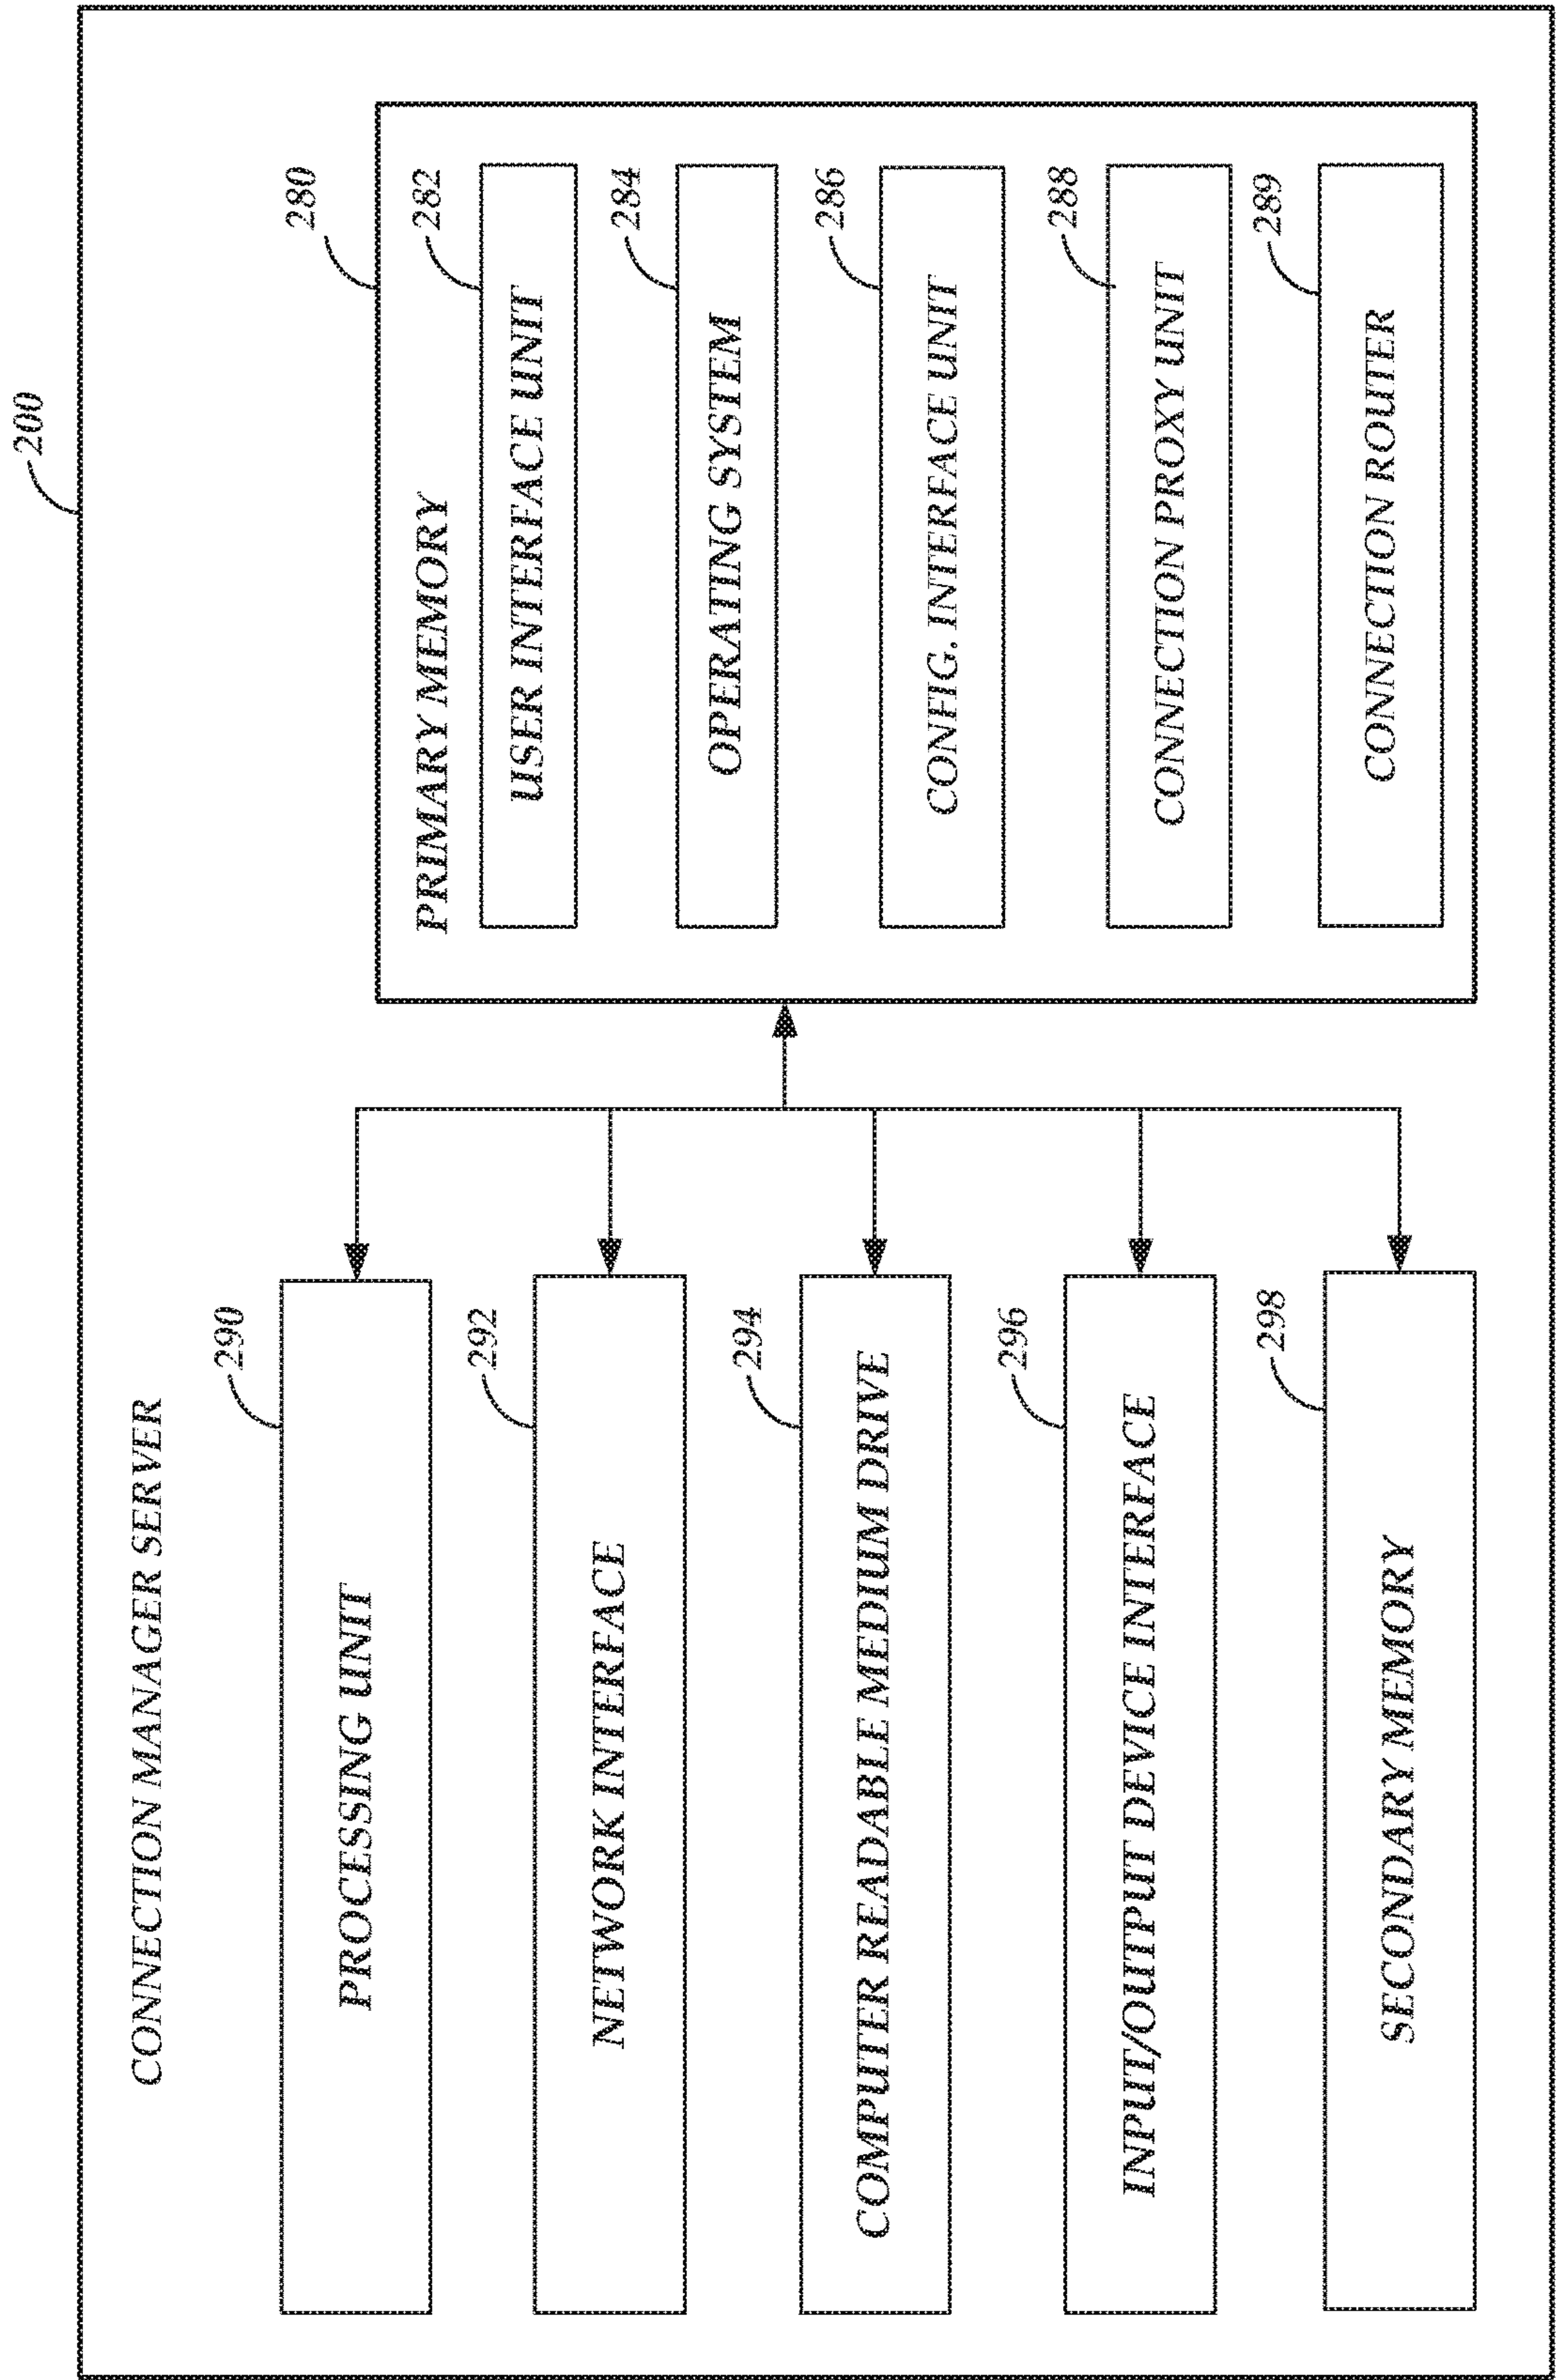 200
CONNECTION MANAGER SERVER
290
PROCESSING UNIT
292
NETWORK INTERFACE
294
COMPUTER READABLE MEDIUM DRIVE
296
INPUT/OUTPUT DEVICE INTERFACE
298
SECONDARY MEMORY
280
PRIMARY MEMORY
282
USER INTERFACE UNIT
284
OPERATING SYSTEM
286
CONFIG. INTERFACE UNIT
288
CONNECTION PROXY UNIT
289
CONNECTION ROUTER